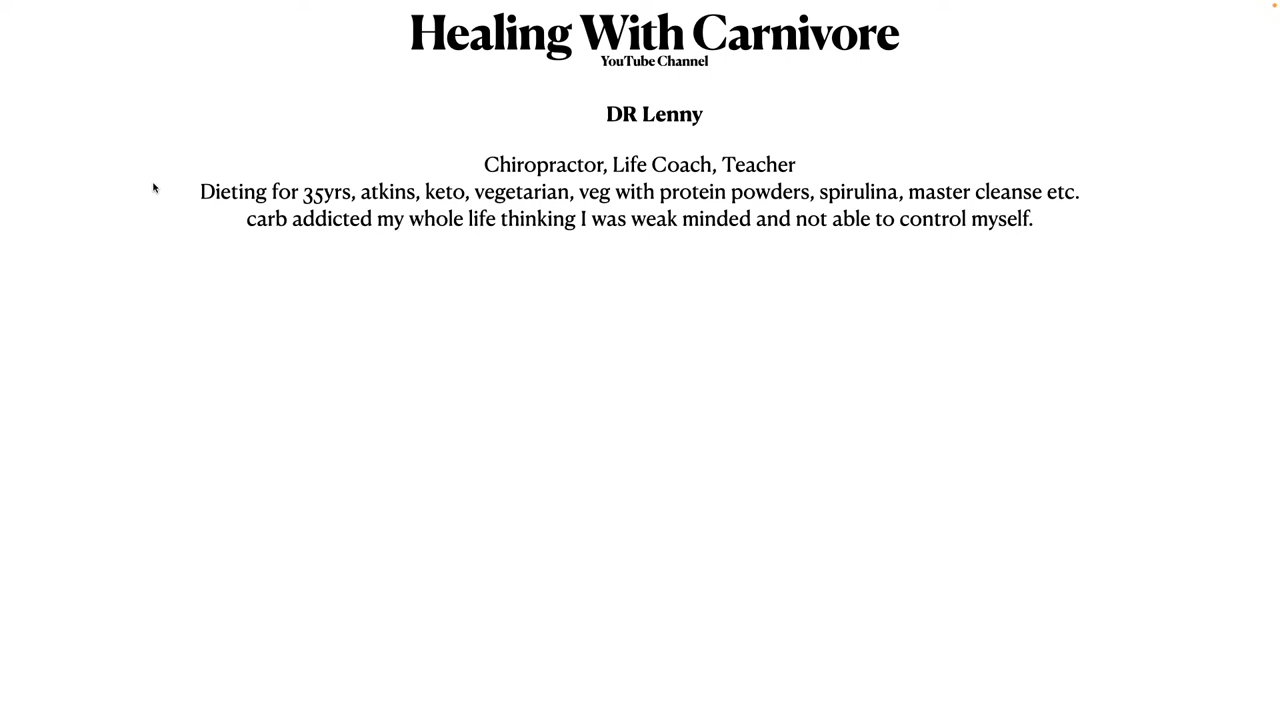 Healing With Carnivore
YouTube Channel
DR Lenny
Chiropractor, Life Coach, Teacher
Dieting for 35yrs, atkins, keto, vegetarian, veg with protein powders, spirulina, master cleanse etc.
carb addicted my whole life thinking I was weak minded and not able to control myself.